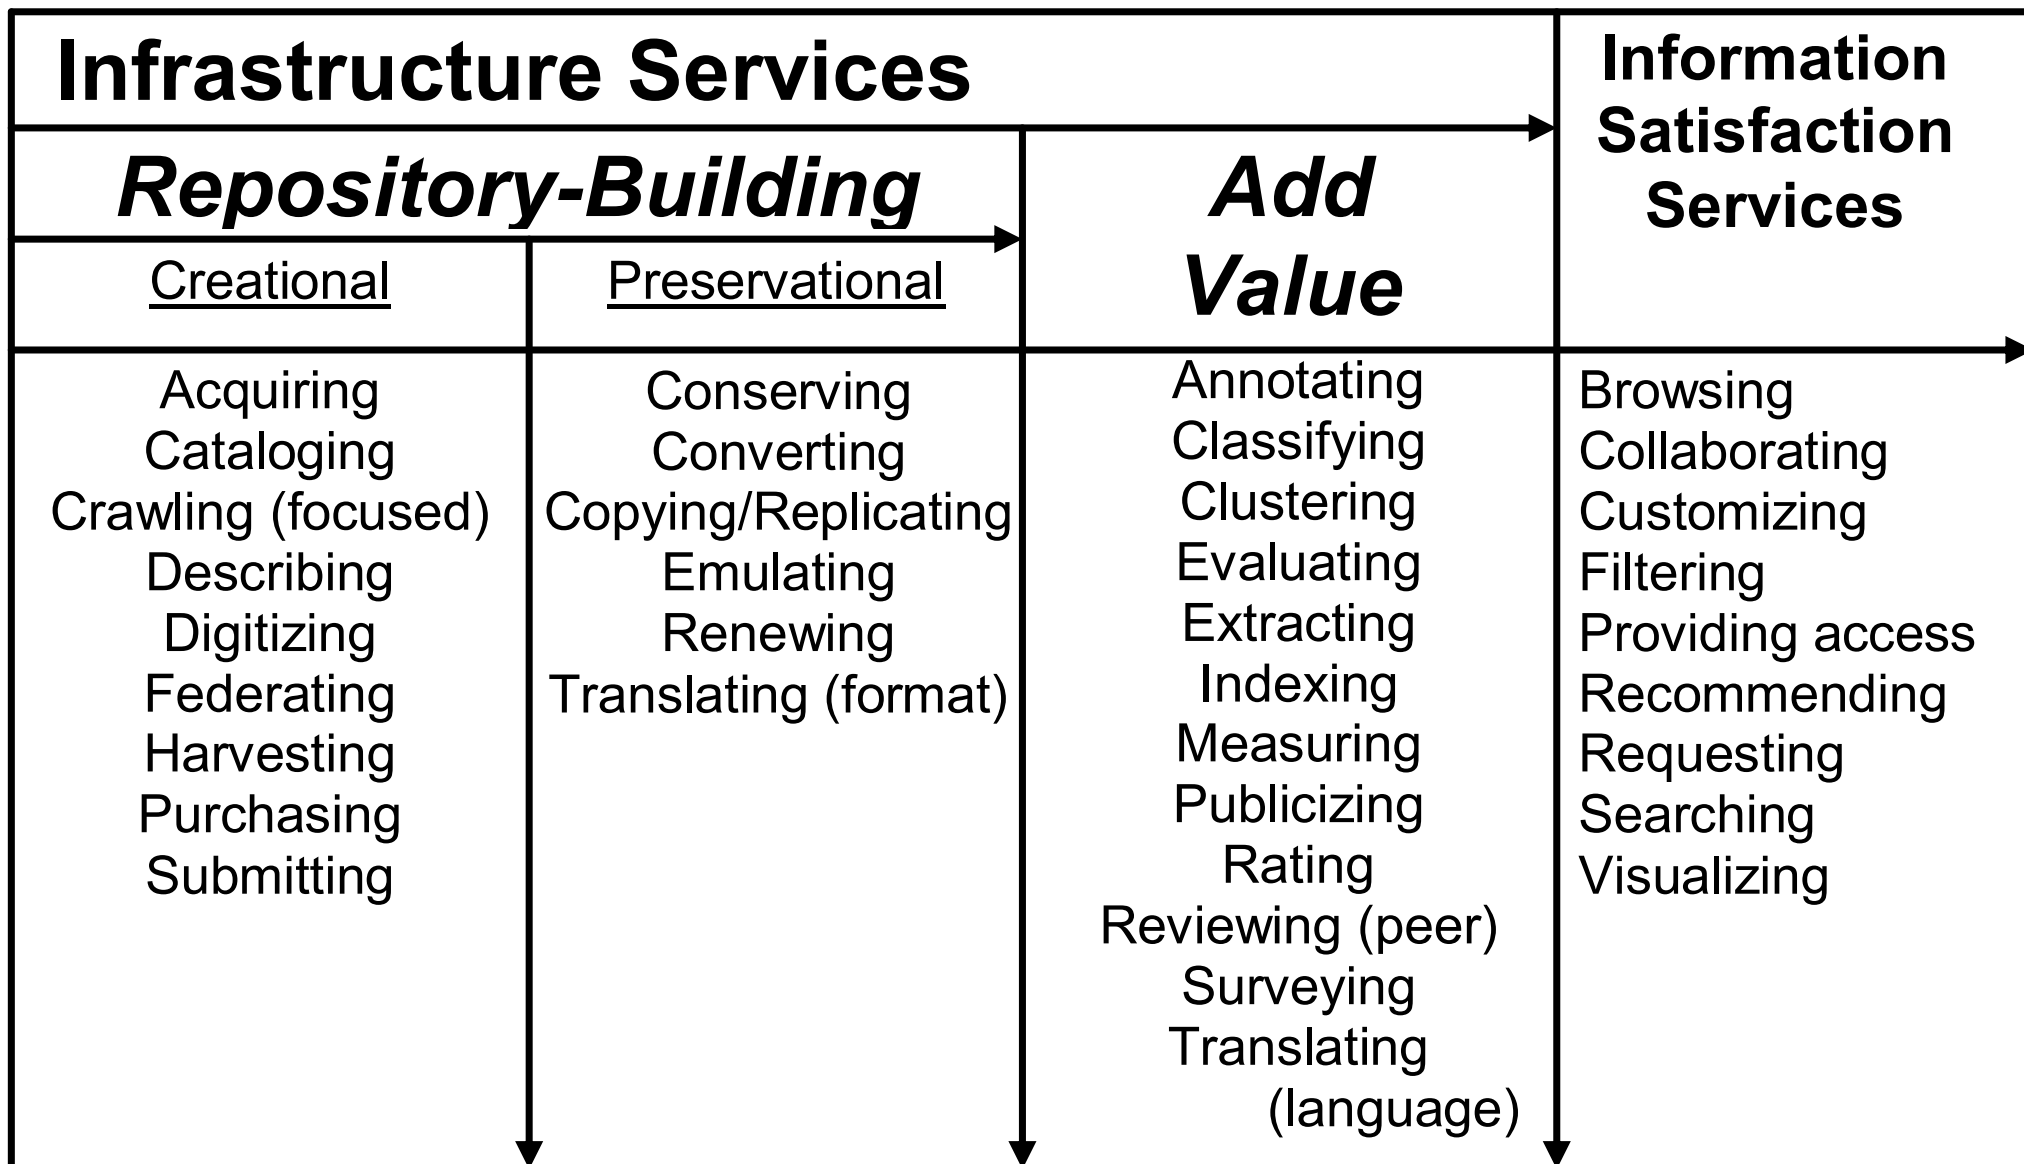 Infrastructure Services
Information
Satisfaction
Services
Repository-Building
Add
Value
Creational
Preservational
Acquiring
Cataloging
Crawling (focused)
Describing
Digitizing
Federating
Harvesting
Purchasing
Submitting
Conserving
Converting
Copying/Replicating
Emulating
Renewing
Translating (format)
Annotating
Classifying
Clustering
Evaluating
Extracting
Indexing
Measuring
Publicizing
Rating
Reviewing (peer)
Surveying
Translating
(language)
Browsing
Collaborating
Customizing
Filtering
Providing access
Recommending
Requesting
Searching
Visualizing